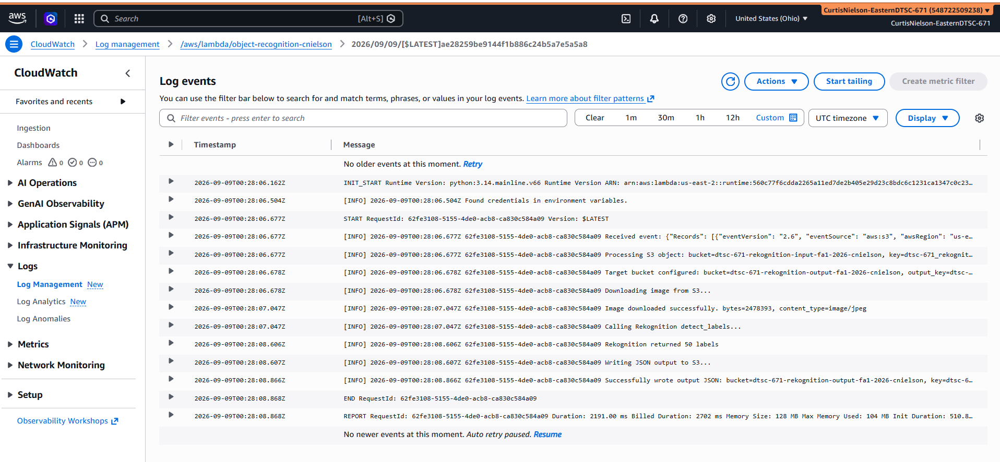 aws
Search [Alt+S]
United States (Ohio)
CurtisNielson-EasternDTSC-671 (548722509238)
CurtisNielson-EasternDTSC-671
CloudWatch
Log management
/aws/lambda/object-recognition-cnielson
2026/09/09/[$LATEST]ae28259be9144f1b886c24b5a7e5a5a8
CloudWatch
Favorites and recents
Ingestion
Dashboards
Alarms 0 0 0
AI Operations
GenAI Observability
Application Signals (APM)
Infrastructure Monitoring
Logs
Log Management New
Log Analytics New
Log Anomalies
Metrics
Network Monitoring
Setup
Observability Workshops
Log events
Actions
Start tailing
Create metric filter
You can use the filter bar below to search for and match terms, phrases, or values in your log events. Learn more about filter patterns
Filter events - press enter to search
Clear 1m 30m 1h 12h Custom
UTC timezone
Display
Timestamp Message
No older events at this moment. Retry
2026-09-09T00:28:06.162Z INIT_START Runtime Version: python:3.14.mainline.v66 Runtime Version ARN: arn:aws:lambda:us-east-2::runtime:560c77f6cdda2265a11ed7de2b405e29d23c8bdc6c1231ca1347c0c23…
2026-09-09T00:28:06.504Z [INFO] 2026-09-09T00:28:06.504Z Found credentials in environment variables.
2026-09-09T00:28:06.677Z START RequestId: 62fe3108-5155-4de0-acb8-ca830c584a09 Version: $LATEST
2026-09-09T00:28:06.677Z [INFO] 2026-09-09T00:28:06.677Z 62fe3108-5155-4de0-acb8-ca830c584a09 Received event: {"Records": [{"eventVersion": "2.6", "eventSource": "aws:s3", "awsRegion": "us-e…
2026-09-09T00:28:06.677Z [INFO] 2026-09-09T00:28:06.677Z 62fe3108-5155-4de0-acb8-ca830c584a09 Processing S3 object: bucket=dtsc-671-rekognition-input-fa1-2026-cnielson, key=dtsc-671_rekognit…
2026-09-09T00:28:06.678Z [INFO] 2026-09-09T00:28:06.678Z 62fe3108-5155-4de0-acb8-ca830c584a09 Target bucket configured: bucket=dtsc-671-rekognition-output-fa1-2026-cnielson, output_key=dtsc-…
2026-09-09T00:28:06.678Z [INFO] 2026-09-09T00:28:06.678Z 62fe3108-5155-4de0-acb8-ca830c584a09 Downloading image from S3...
2026-09-09T00:28:07.047Z [INFO] 2026-09-09T00:28:07.047Z 62fe3108-5155-4de0-acb8-ca830c584a09 Image downloaded successfully. bytes=2478393, content_type=image/jpeg
2026-09-09T00:28:07.047Z [INFO] 2026-09-09T00:28:07.047Z 62fe3108-5155-4de0-acb8-ca830c584a09 Calling Rekognition detect_labels...
2026-09-09T00:28:08.606Z [INFO] 2026-09-09T00:28:08.606Z 62fe3108-5155-4de0-acb8-ca830c584a09 Rekognition returned 50 labels
2026-09-09T00:28:08.607Z [INFO] 2026-09-09T00:28:08.607Z 62fe3108-5155-4de0-acb8-ca830c584a09 Writing JSON output to S3...
2026-09-09T00:28:08.866Z [INFO] 2026-09-09T00:28:08.866Z 62fe3108-5155-4de0-acb8-ca830c584a09 Successfully wrote output JSON: bucket=dtsc-671-rekognition-output-fa1-2026-cnielson, key=dtsc-6…
2026-09-09T00:28:08.868Z END RequestId: 62fe3108-5155-4de0-acb8-ca830c584a09
2026-09-09T00:28:08.868Z REPORT RequestId: 62fe3108-5155-4de0-acb8-ca830c584a09 Duration: 2191.00 ms Billed Duration: 2702 ms Memory Size: 128 MB Max Memory Used: 104 MB Init Duration: 510.8…
No newer events at this moment. Auto retry paused. Resume